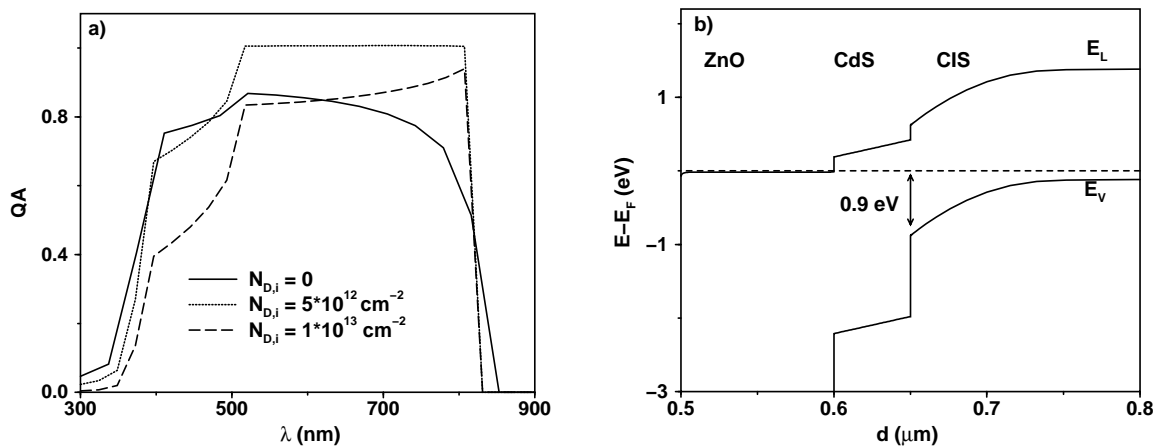 a)
QA
0.8
0.4
0.0
300
500
700
900
λ (nm)
N_D,i = 0
N_D,i = 5*10^12 cm^−2
N_D,i = 1*10^13 cm^−2
b)
ZnO
CdS
CIS
E_L
E_V
0.9 eV
E−E_F (eV)
1
−1
−3
0.5
0.6
0.7
0.8
d (μm)